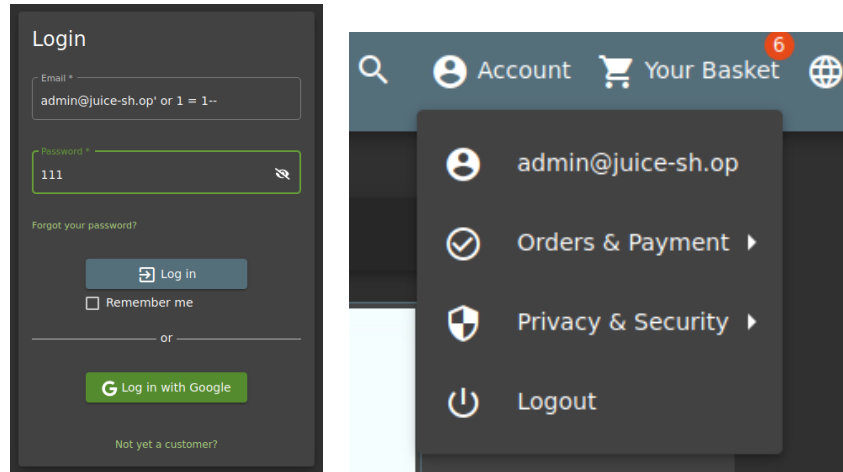 Login
Email *
admin@juice-sh.op' or 1 = 1--
Password *
111
Forgot your password?
Log in
Remember me
or
G Log in with Google
Not yet a customer?
Account
Your Basket
6
admin@juice-sh.op
Orders & Payment
Privacy & Security
Logout